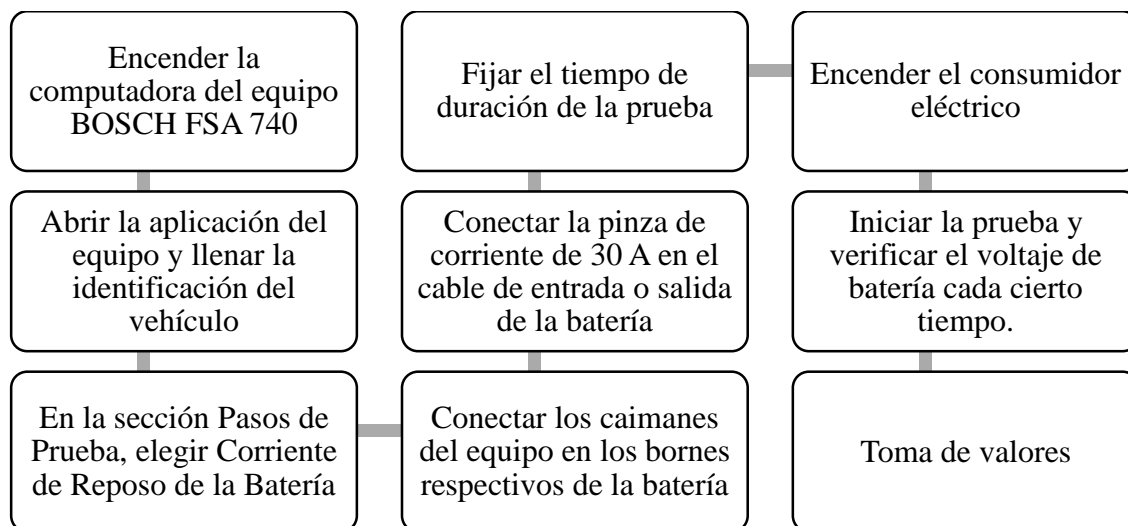 Encender la
computadora del equipo
BOSCH FSA 740
Abrir la aplicación del
equipo y llenar la
identificación del
vehículo
En la sección Pasos de
Prueba, elegir Corriente
de Reposo de la Batería
Conectar los caimanes
del equipo en los bornes
respectivos de la batería
Conectar la pinza de
corriente de 30 A en el
cable de entrada o salida
de la batería
Fijar el tiempo de
duración de la prueba
Encender el consumidor
eléctrico
Iniciar la prueba y
verificar el voltaje de
batería cada cierto
tiempo.
Toma de valores